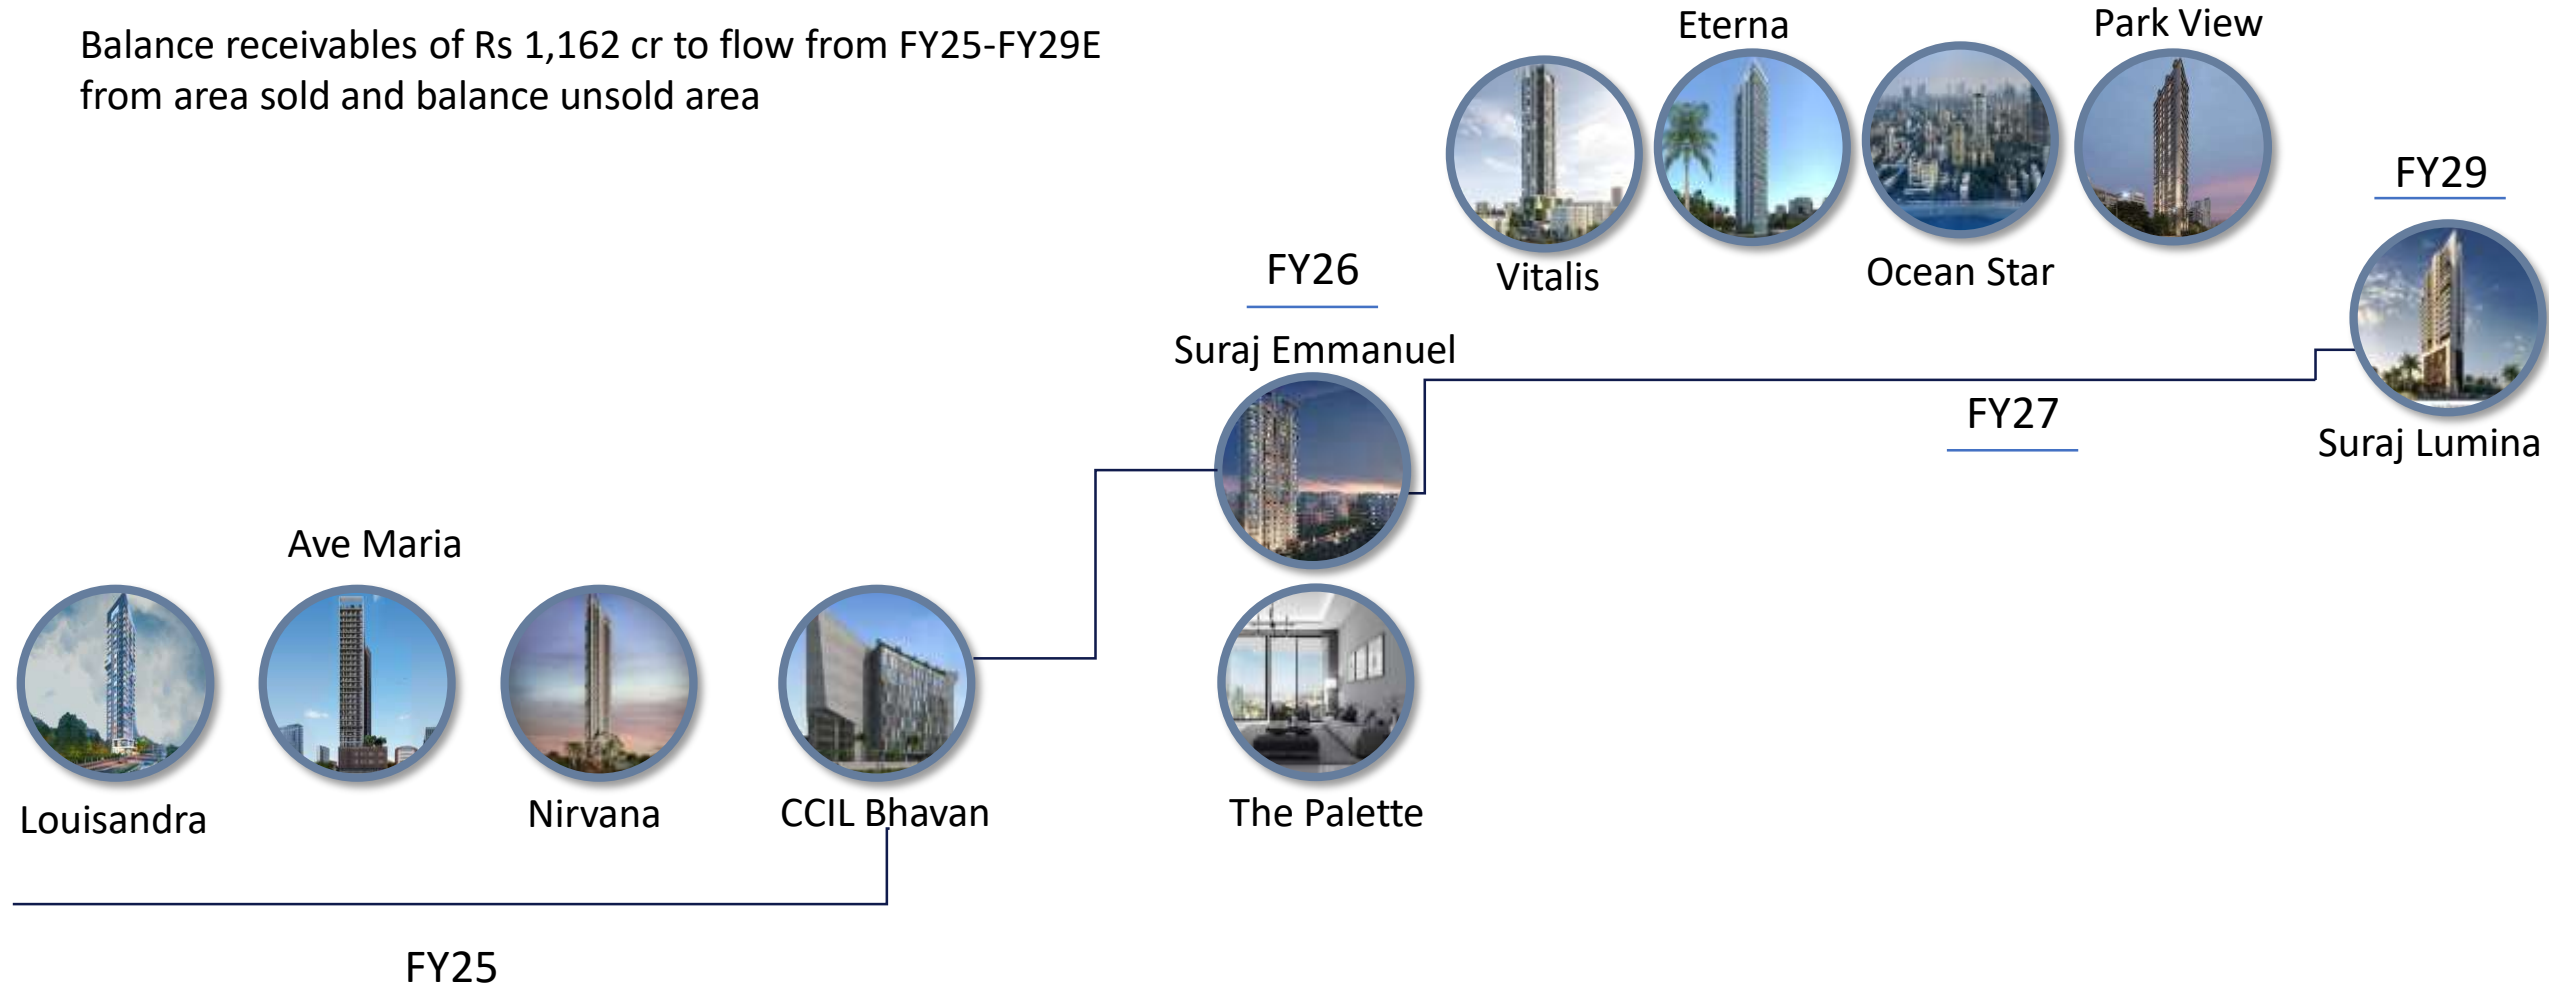 Balance receivables of Rs 1,162 cr to flow from FY25-FY29E
from area sold and balance unsold area
Eterna
Park View
Vitalis
Ocean Star
FY29
Suraj Lumina
FY26
Suraj Emmanuel
The Palette
FY27
Ave Maria
Louisandra
Nirvana
CCIL Bhavan
FY25